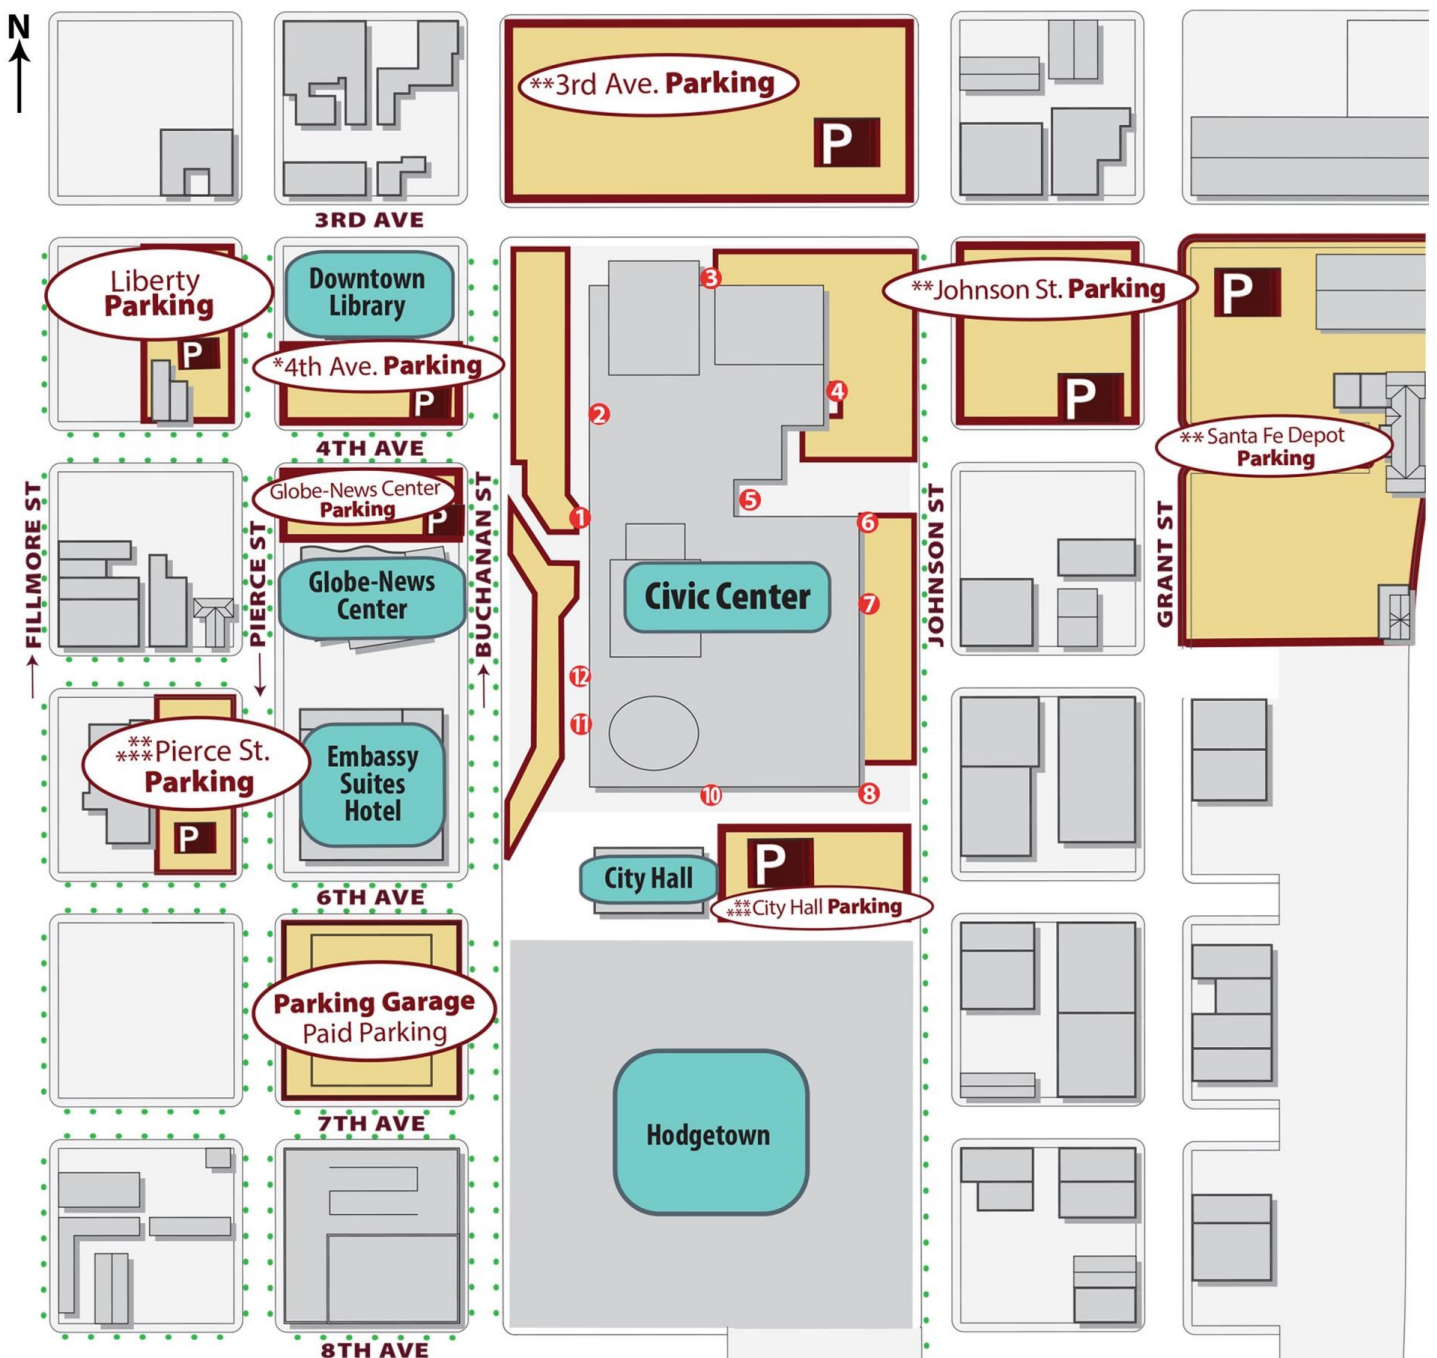 N
**3rd Ave. Parking
P
3RD AVE
Liberty
Parking
P
Downtown
Library
*4th Ave. Parking
P
3
2
4
**Johnson St. Parking
P
P
** Santa Fe Depot
Parking
4TH AVE
Globe-News Center
Parking
P
FILLMORE ST
PIERCE ST
BUCHANAN ST
1
5
6
JOHNSON ST
GRANT ST
Globe-News
Center
Civic Center
7
12
11
10
8
**
***Pierce St.
Parking
P
Embassy
Suites
Hotel
City Hall
P
**
***City Hall Parking
6TH AVE
Parking Garage
Paid Parking
7TH AVE
Hodgetown
8TH AVE